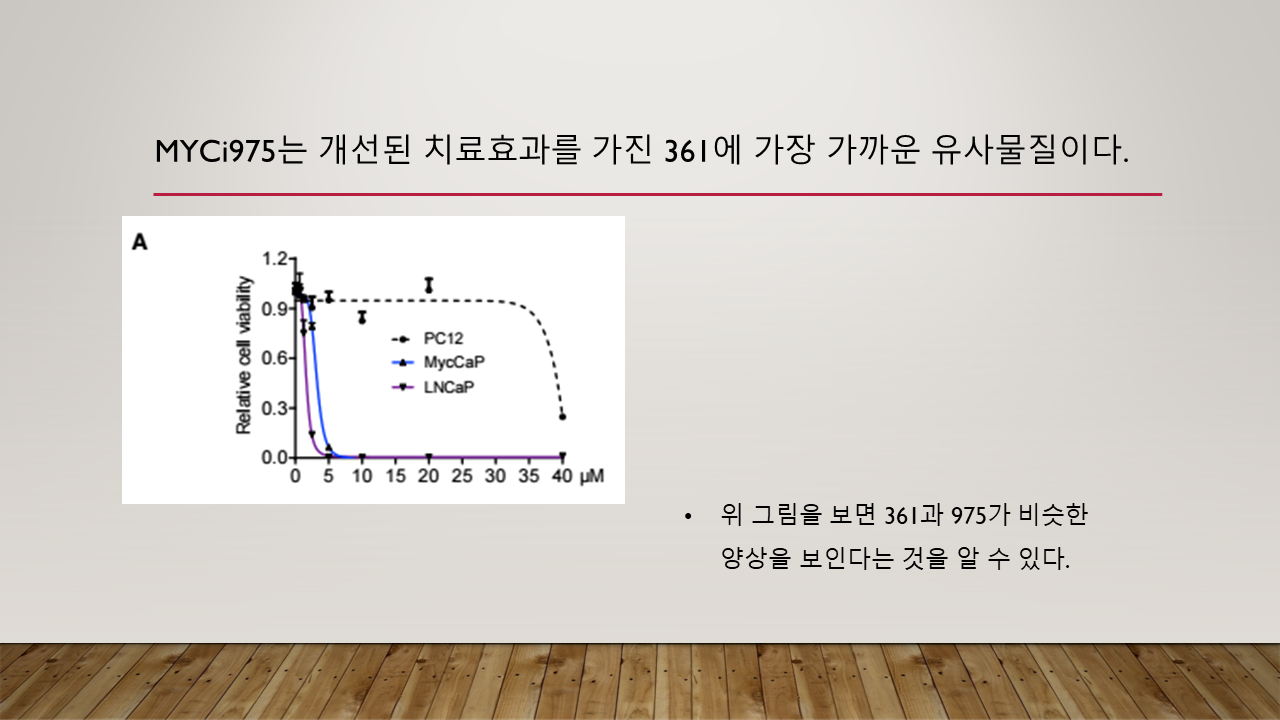 MYCi975는 개선된 치료효과를 가진 361에 가장 가까운 유사물질이다.
A
Relative cell viability
1.2
0.9
0.6
0.3
0.0
PC12
MycCaP
LNCaP
0 5 10 15 20 25 30 35 40 µM
• 위 그림을 보면 361과 975가 비슷한
양상을 보인다는 것을 알 수 있다.